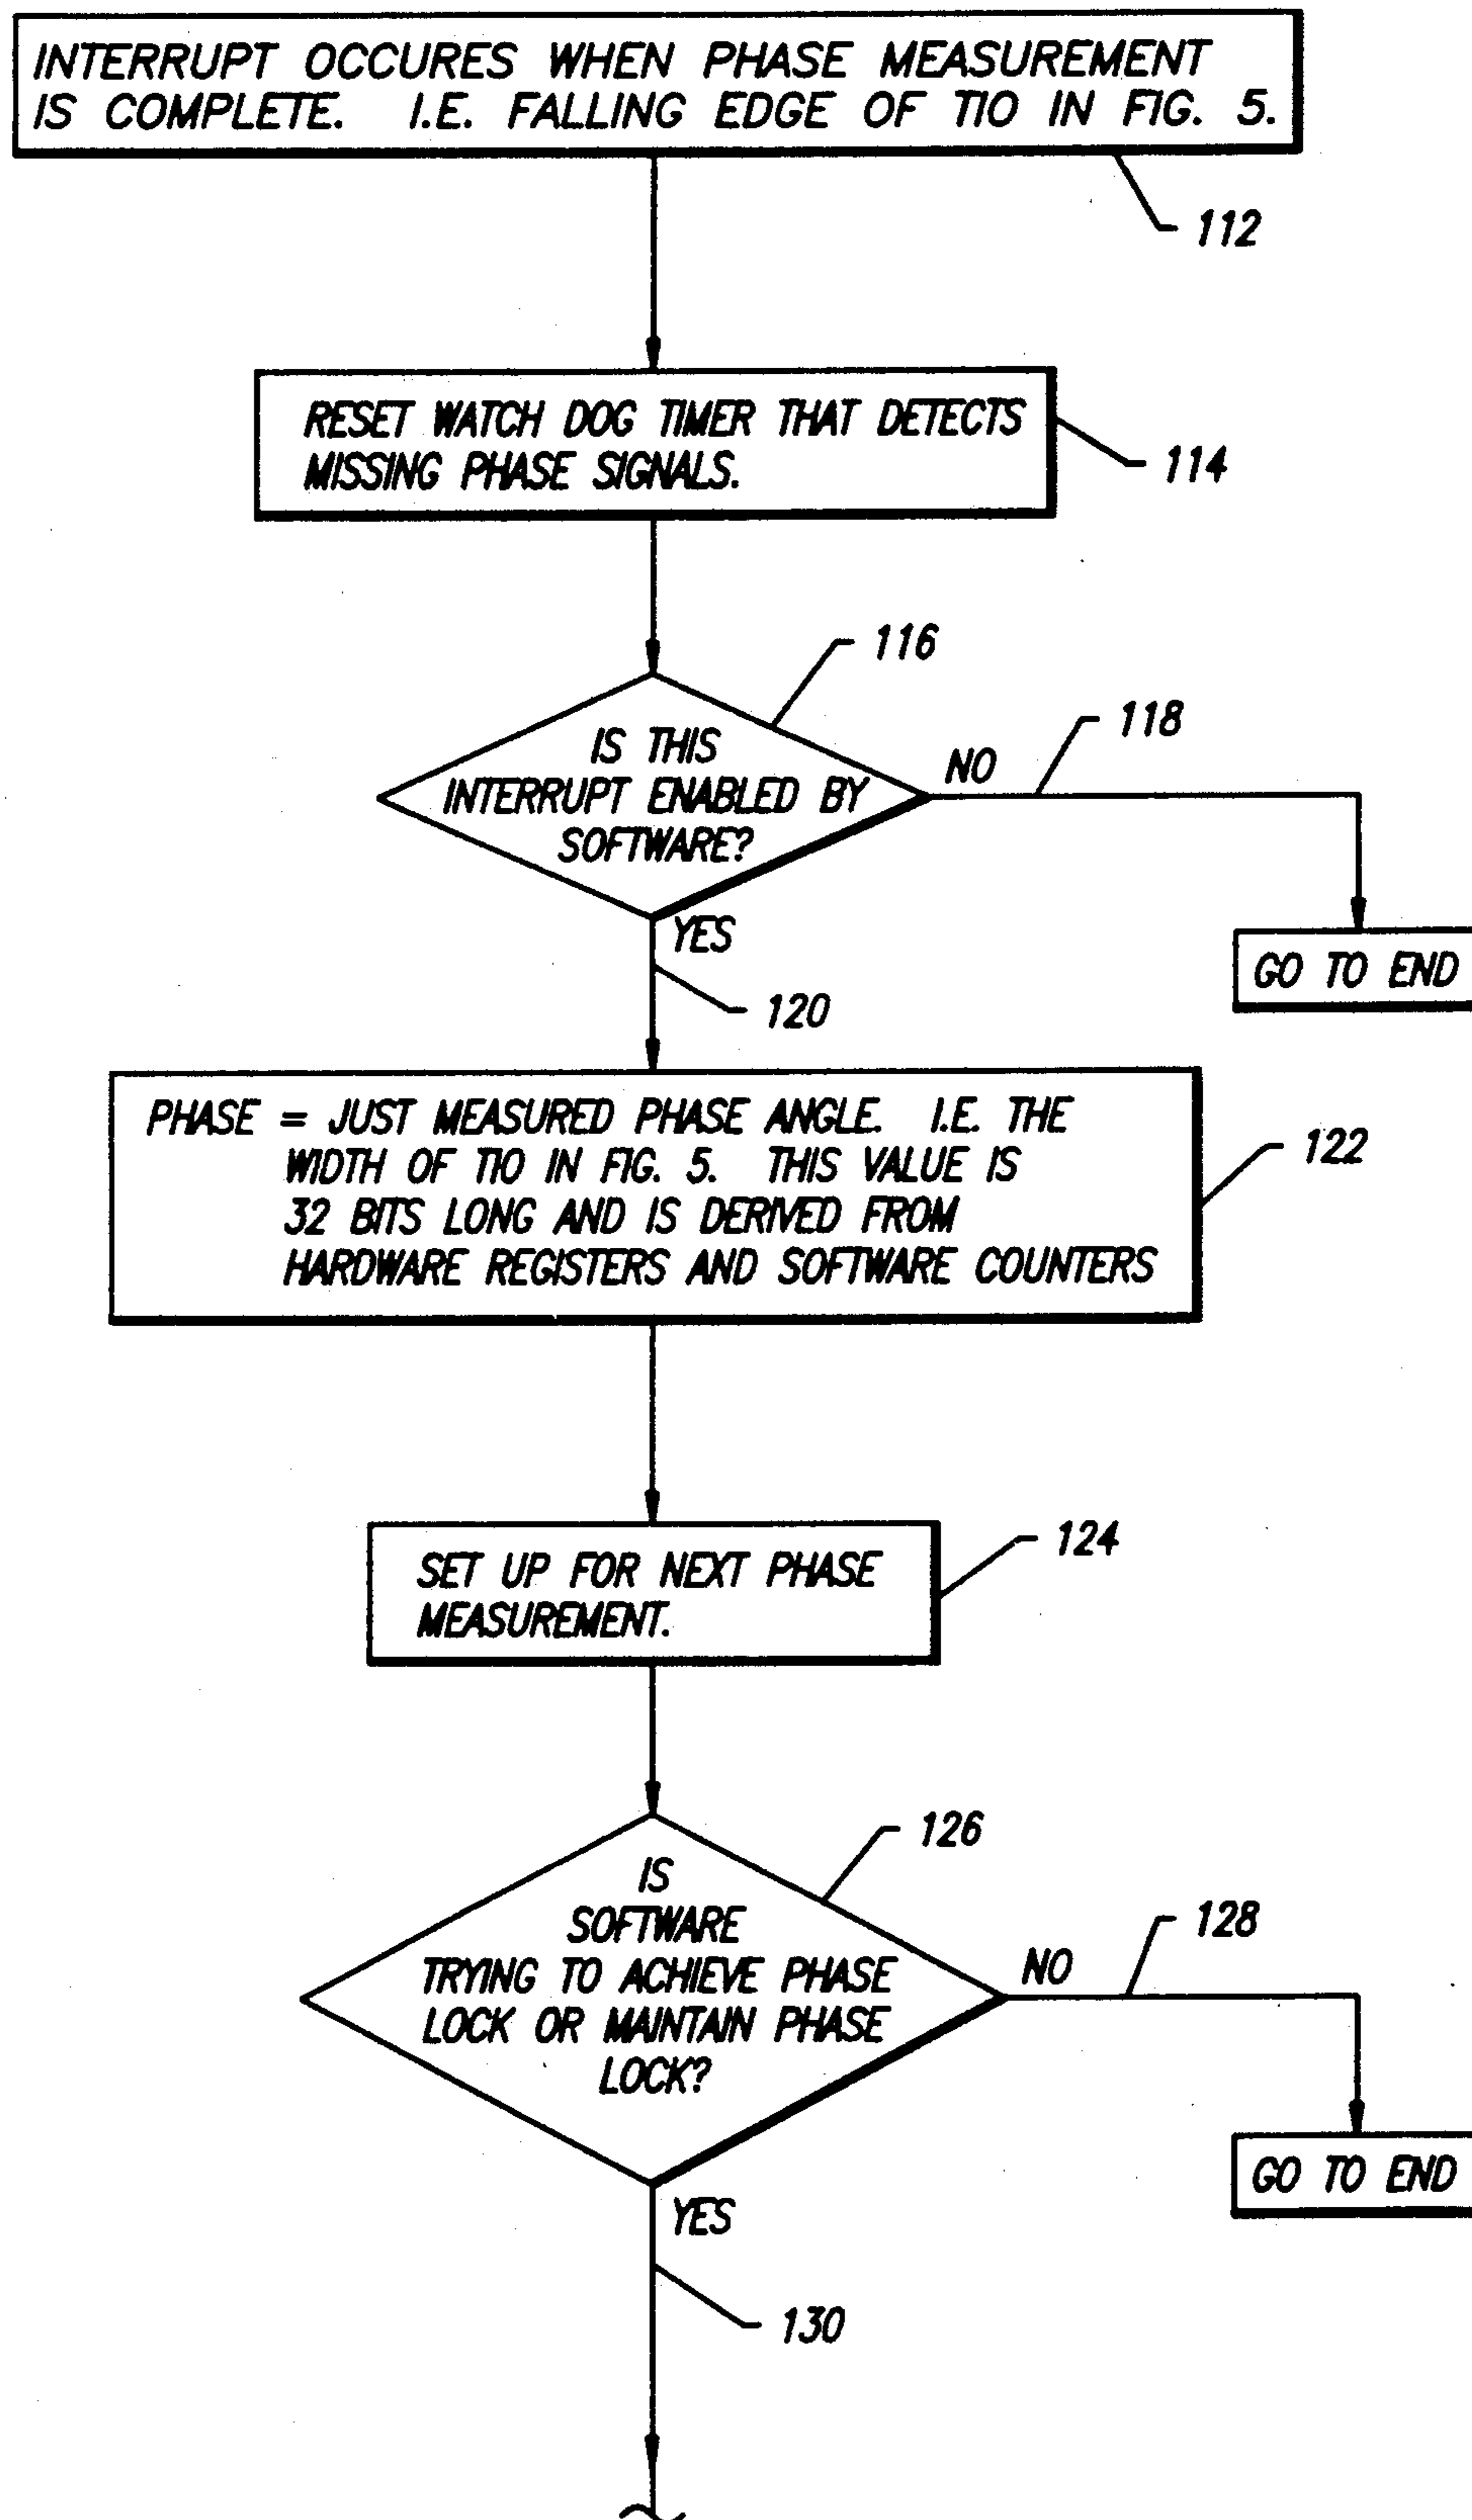 INTERRUPT OCCURES WHEN PHASE MEASUREMENT
IS COMPLETE. I.E. FALLING EDGE OF TIO IN FIG. 5.
112
RESET WATCH DOG TIMER THAT DETECTS
MISSING PHASE SIGNALS.
114
116
118
IS THIS
INTERRUPT ENABLED BY
SOFTWARE?
NO
YES
GO TO END
120
PHASE = JUST MEASURED PHASE ANGLE. I.E. THE
WIDTH OF TIO IN FIG. 5. THIS VALUE IS
32 BITS LONG AND IS DERIVED FROM
HARDWARE REGISTERS AND SOFTWARE COUNTERS
122
SET UP FOR NEXT PHASE
MEASUREMENT.
124
126
128
IS
SOFTWARE
TRYING TO ACHIEVE PHASE
LOCK OR MAINTAIN PHASE
LOCK?
NO
GO TO END
YES
130